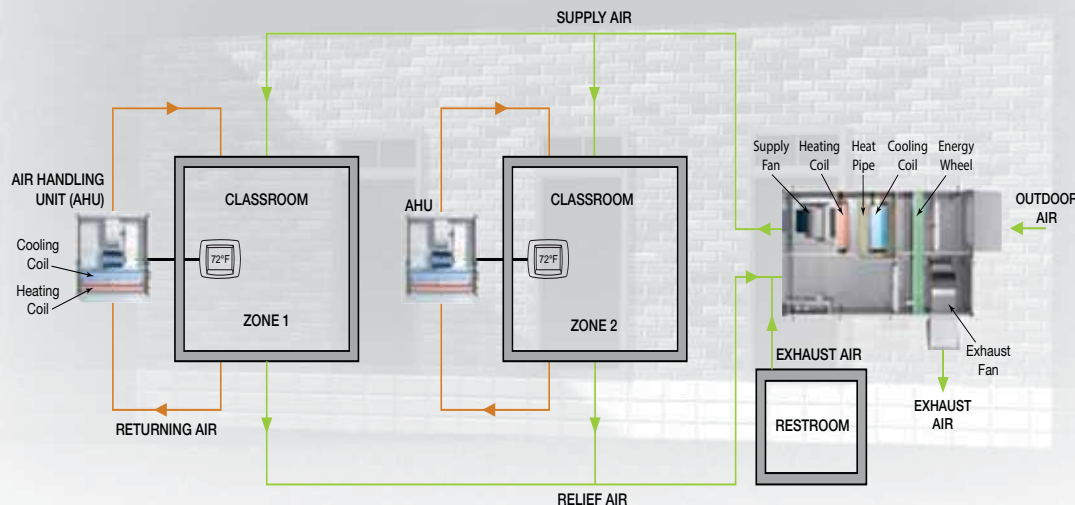 SUPPLY AIR
AIR HANDLING
UNIT (AHU)
Cooling
Coil
Heating
Coil
CLASSROOM
72°F
ZONE 1
RETURNING AIR
AHU
CLASSROOM
72°F
ZONE 2
Supply
Fan
Heating
Coil
Heat
Pipe
Cooling
Coil
Energy
Wheel
OUTDOOR
AIR
EXHAUST AIR
RESTROOM
Exhaust
Fan
EXHAUST
AIR
RELIEF AIR